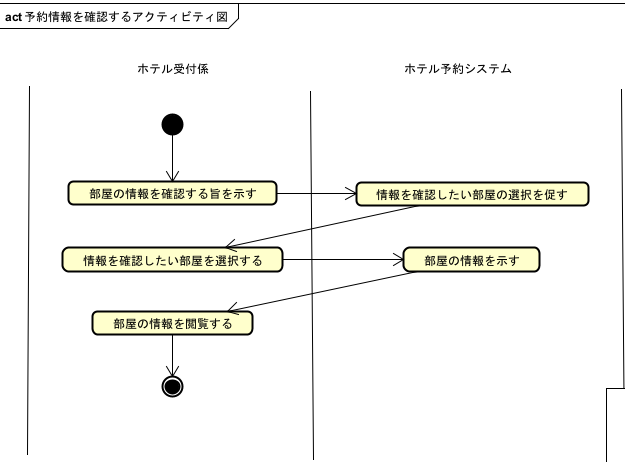 act 予約情報を確認するアクティビティ図
ホテル受付係
ホテル予約システム
部屋の情報を確認する旨を示す
情報を確認したい部屋の選択を促す
情報を確認したい部屋を選択する
部屋の情報を示す
部屋の情報を閲覧する